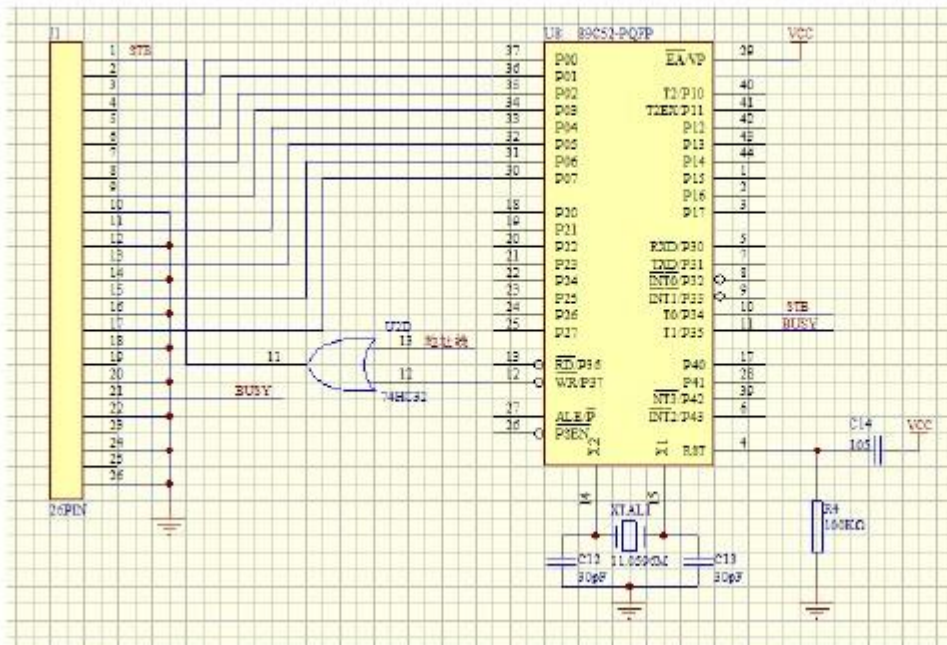 J1
1 STB
2
3
4
5
6
7
8
9
10
11
12
13
14
15
16
17
18
19
20
21
22
23
24
25
26
26PIN
BUSY
U2D
11
13 地址线
12
74HC32
U8 89C52-PQFP
37 P00
36 P01
35 P02
34 P03
33 P04
32 P05
31 P06
30 P07
18 P20
19 P21
20 P22
21 P23
22 P24
23 P25
24 P26
25 P27
13 RD/P36
12 WR/P37
27 ALE/P
26 PSEN
EA/VP 29 VCC
T2/P10 40
T2EX/P11 41
P12 42
P13 43
P14 44
P15 1
P16 2
P17 3
RXD/P30 5
TXD/P31 7
INT0/P32 8
INT1/P33 9
T0/P34 10 STB
T1/P35 11 BUSY
P40 17
P41 28
P42 39
INT2/P43 6
RST 4
X2
X1
14
15
XTAL1
11.0596M
C12
30pF
C13
30pF
C14
105
VCC
R4
100KΩ